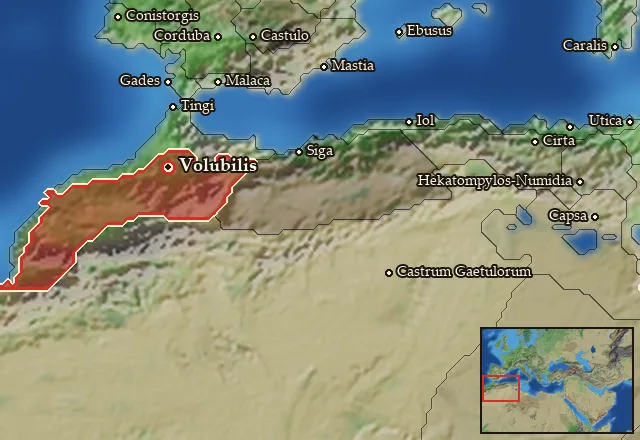 Conistorgis
Corduba
Castulo
Ebusus
Caralis
Mastia
Gades
Malaca
Tingi
Iol
Utica
Cirta
Siga
Volubilis
Hekatompylos-Numidia
Capsa
Castrum Gaetulorum